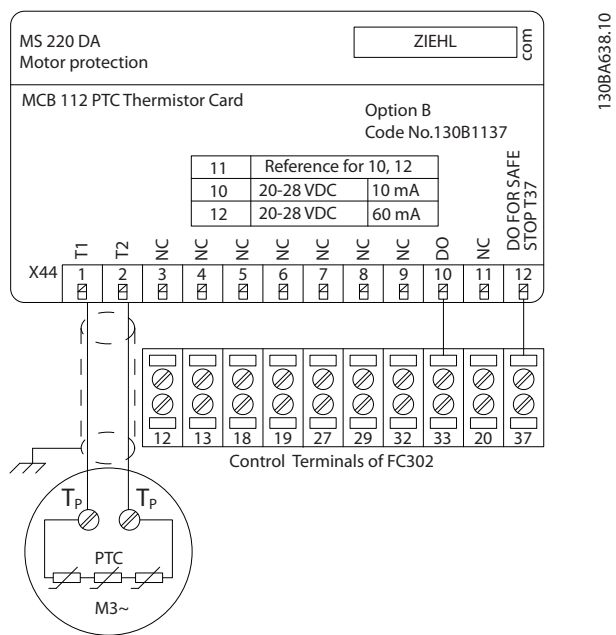 MS 220 DA
Motor protection
ZIEHL
com
130BA638.10
MCB 112 PTC Thermistor Card
Option B
Code No.130B1137
11 Reference for 10, 12
10 20-28 VDC 10 mA
12 20-28 VDC 60 mA
DO FOR SAFE
STOP T37
T1 T2 NC NC NC NC NC NC NC DO NC
X44 1 2 3 4 5 6 7 8 9 10 11 12
12 13 18 19 27 29 32 33 20 37
Control Terminals of FC302
TP TP
PTC
M3~